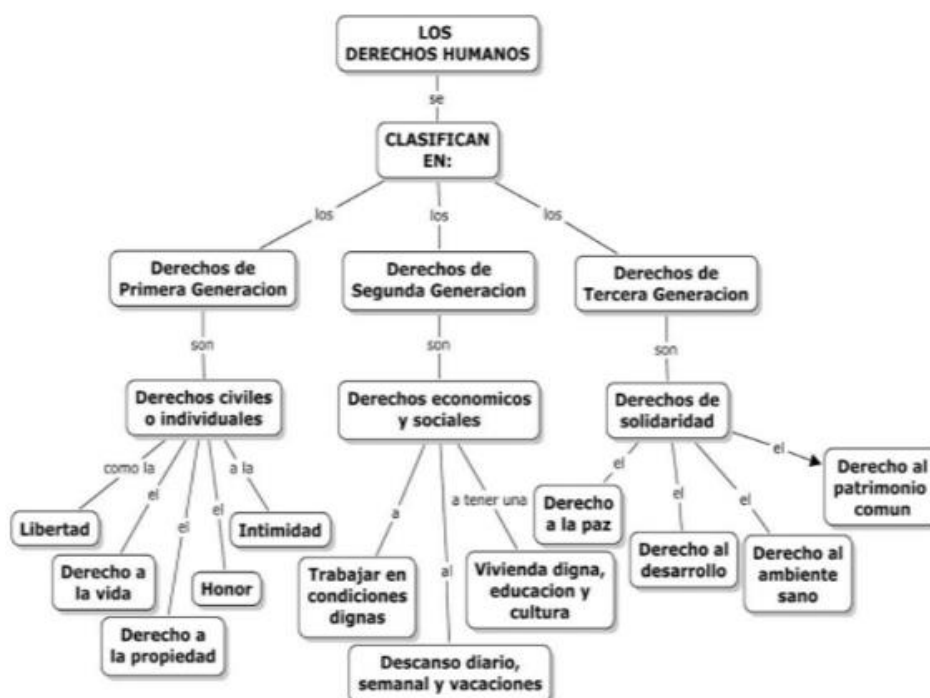 LOS
DERECHOS HUMANOS
se
CLASIFICAN
EN:
los
los
los
Derechos de
Primera Generacion
Derechos de
Segunda Generacion
Derechos de
Tercera Generacion
son
son
son
Derechos civiles
o individuales
Derechos economicos
y sociales
Derechos de
solidaridad
como la
el
el
el
a la
Libertad
Derecho a
la vida
Derecho a
la propiedad
Honor
Intimidad
a
al
a tener una
Trabajar en
condiciones
dignas
Descanso diario,
semanal y vacaciones
Vivienda digna,
educacion y
cultura
el
el
el
el
Derecho
a la paz
Derecho al
desarrollo
Derecho al
ambiente
sano
Derecho al
patrimonio
comun